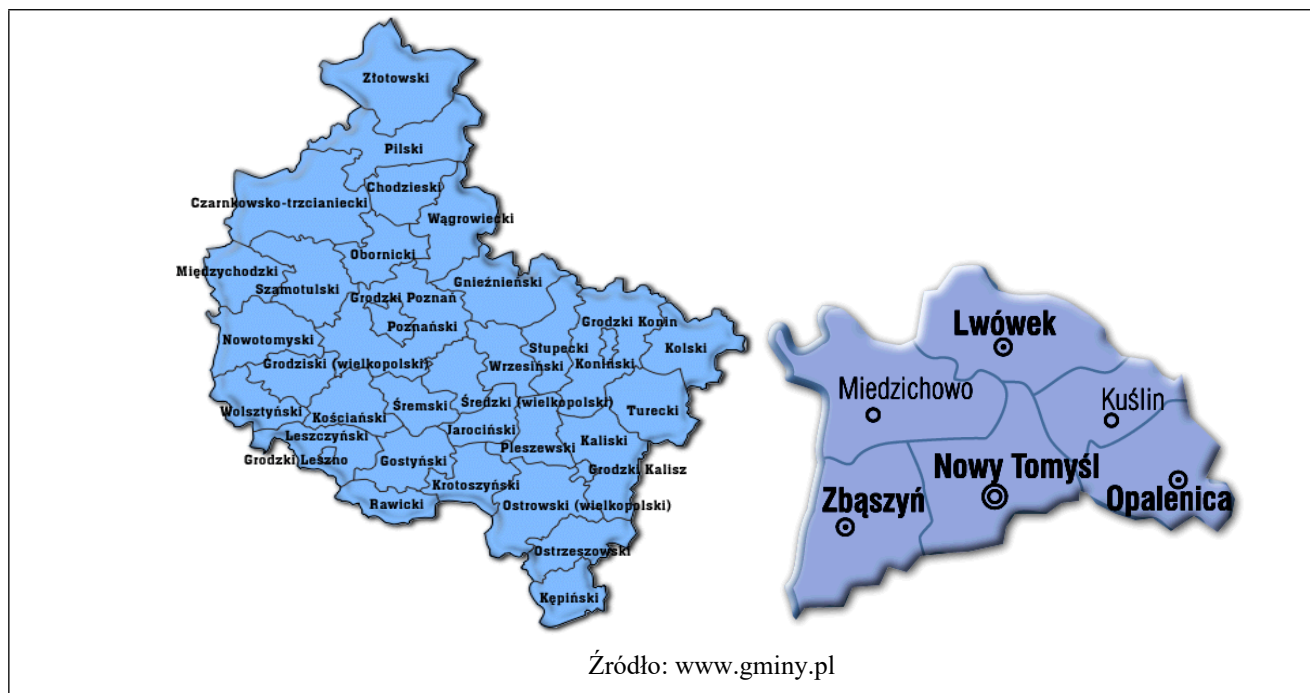 Złotowski
Pilski
Chodzieski
Czarnkowsko-trzcianiecki
Wągrowiecki
Obornicki
Międzychodzki
Szamotulski
Gnieźnieński
Grodzki Poznań
Poznański
Grodzki Konin
Nowotomyski
Słupecki
Kolski
Grodziski (wielkopolski)
Wrzesiński
Koniński
Wolsztyński
Kościański
Śremski
Średzki (wielkopolski)
Turecki
Leszczyński
Jarociński
Pleszewski
Kaliski
Grodzki Leszno
Gostyński
Grodzki Kalisz
Krotoszyński
Rawicki
Ostrowski (wielkopolski)
Ostrzeszowski
Kępiński
Lwówek
Miedzichowo
Kuślin
Nowy Tomyśl
Zbąszyń
Opalenica
Źródło: www.gminy.pl